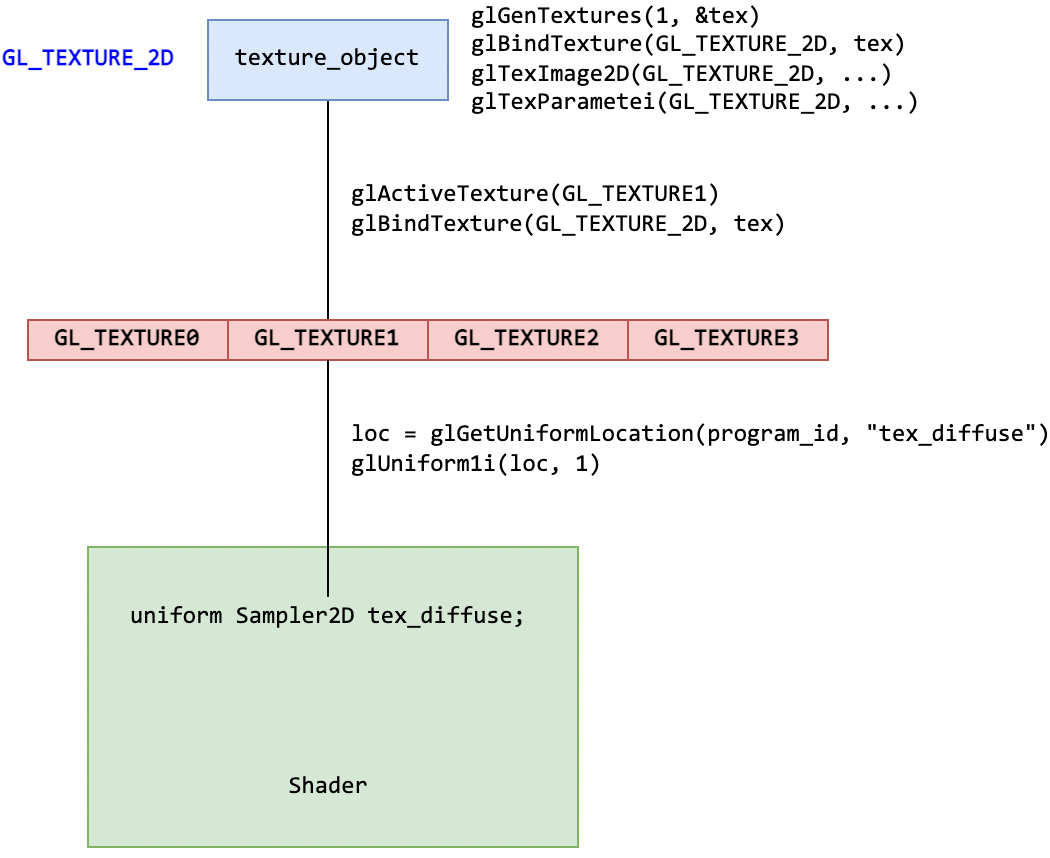 GL_TEXTURE_2D
texture_object
glGenTextures(1, &tex)
glBindTexture(GL_TEXTURE_2D, tex)
glTexImage2D(GL_TEXTURE_2D, ...)
glTexParametei(GL_TEXTURE_2D, ...)
glActiveTexture(GL_TEXTURE1)
glBindTexture(GL_TEXTURE_2D, tex)
GL_TEXTURE0 GL_TEXTURE1 GL_TEXTURE2 GL_TEXTURE3
loc = glGetUniformLocation(program_id, "tex_diffuse")
glUniform1i(loc, 1)
uniform Sampler2D tex_diffuse;
Shader